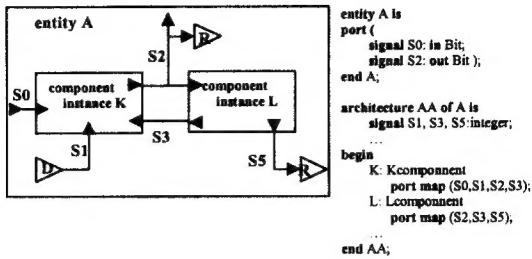 entity A
S2
R
S0
component
instance K
component
instance L
S1
S3
D
S5
R
entity A is
port (
signal S0: in Bit;
signal S2: out Bit );
end A;
architecture AA of A is
signal S1, S3, S5:integer;
...
begin
K: Kcomponnent
port map (S0,S1,S2,S3);
L: Lcomponnent
port map (S2,S3,S5);
...
end AA;